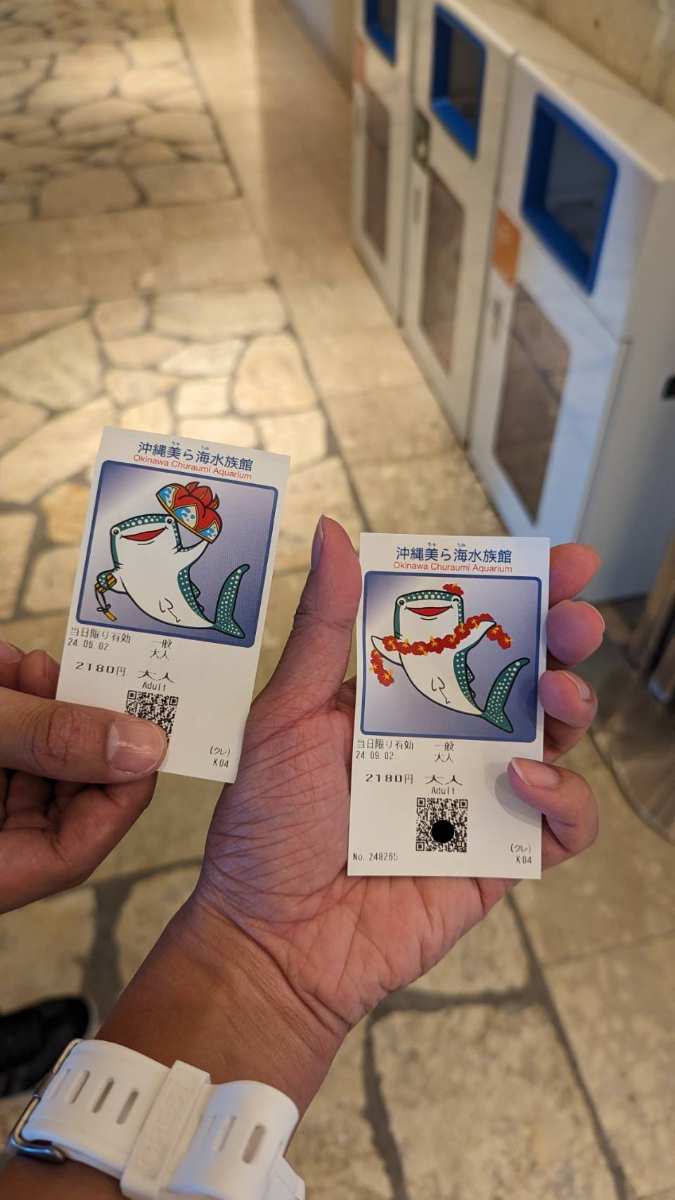 沖縄美ら海水族館
Okinawa Churaumi Aquarium
当日限り有効 一般
24.09.02 大人
2180円 大人
Adult
(クレ)
K04
沖縄美ら海水族館
Okinawa Churaumi Aquarium
当日限り有効 一般
24.09.02 大人
2180円 大人
Adult
(クレ)
No. 248265 K04